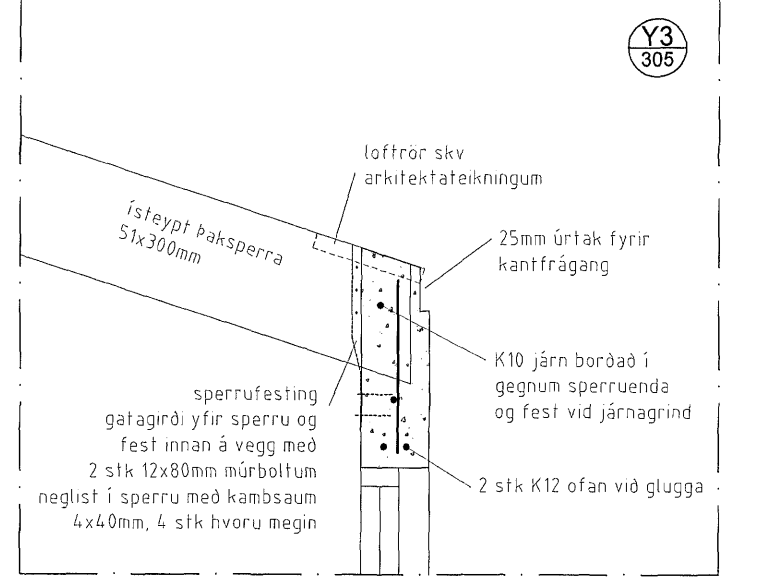 Y3
305
loftrör skv
arkitektateikningum
ísteypt þaksperra
51x300mm
25mm úrtak fyrir
kantfrágang
K10 járn borðað í
gegnum sperruenda
og fest vid járnagrind
sperrufesting
gatagirði yfir sperru og
fest innan á vegg með
2 stk 12x80mm múrboltum
neglist í sperru með kambsaum
4x40mm, 4 stk hvoru megin
2 stk K12 ofan við glugga